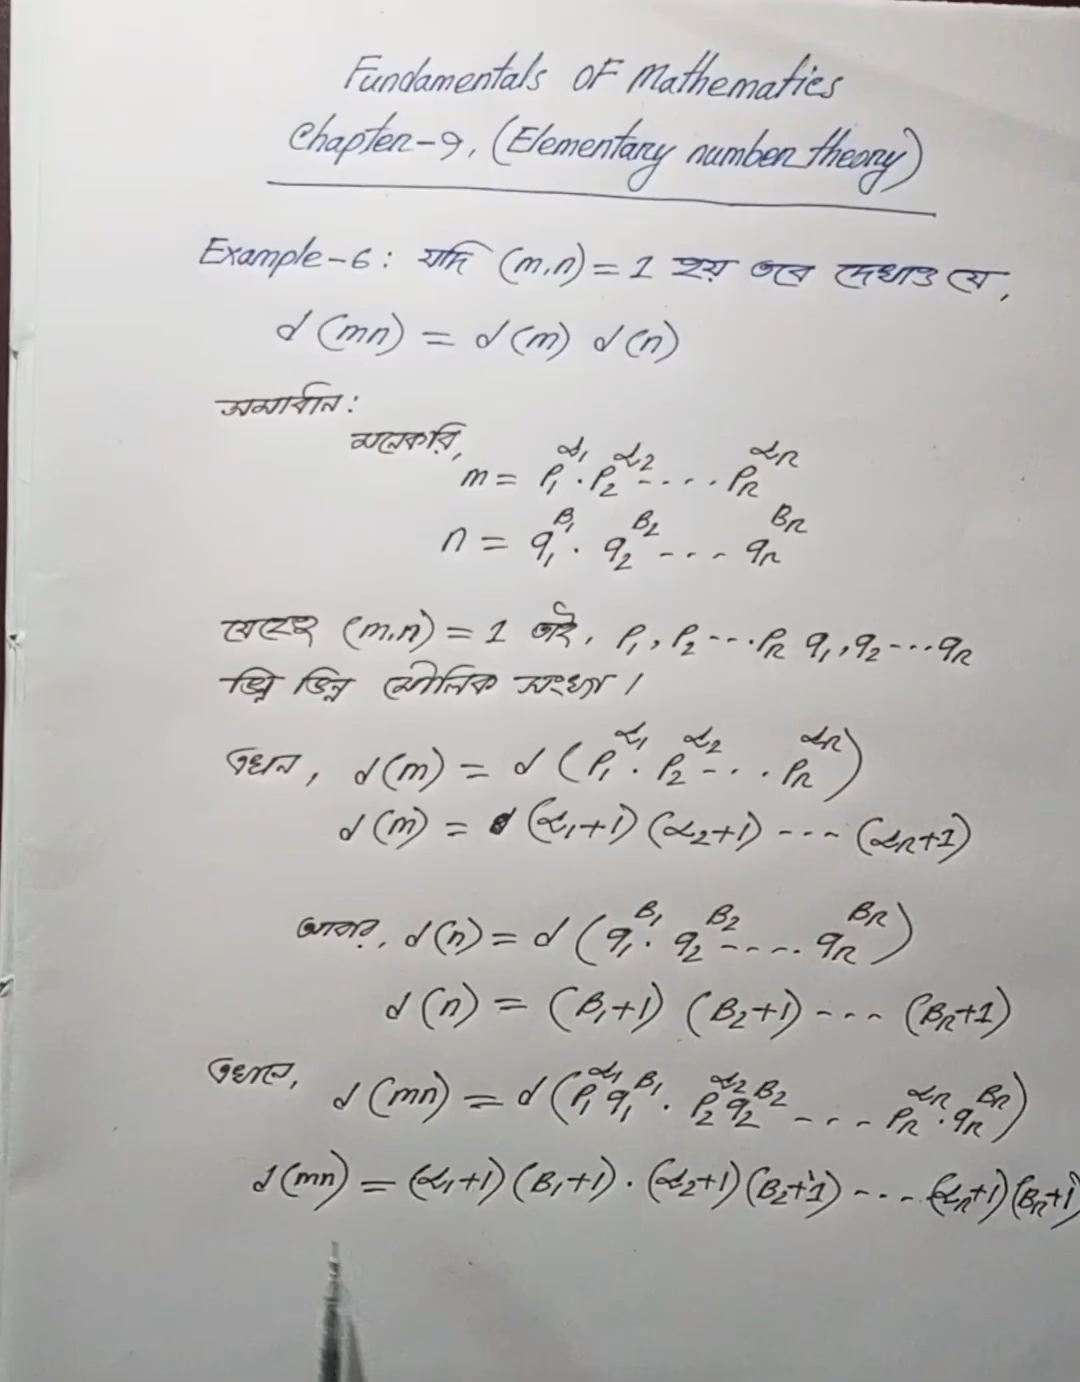 Fundamentals OF Mathematics
Chapter-9, (Elementary number theory)
Example-6: যদি (m,n) = 1 হয় তবে দেখাও যে,
d(mn) = d(m) d(n)
সমাধান:
মনেকরি,
m = p₁^α₁ . p₂^α₂ .... pᵣ^αᵣ
n = q₁^β₁ . q₂^β₂ .... qᵣ^βᵣ
যেহেতু (m,n) = 1 তাই, p₁, p₂ ... pᵣ q₁, q₂ ... qᵣ
ভিন্ন ভিন্ন মৌলিক সংখ্যা।
এখন, d(m) = d(p₁^α₁ . p₂^α₂ ... pᵣ^αᵣ)
d(m) = (α₁+1) (α₂+1) .... (αᵣ+1)
আবার, d(n) = d(q₁^β₁ . q₂^β₂ ..... qᵣ^βᵣ)
d(n) = (β₁+1) (β₂+1) .... (βᵣ+1)
এখানে,
d(mn) = d(p₁^α₁ q₁^β₁ . p₂^α₂ q₂^β₂ .... pᵣ^αᵣ . qᵣ^βᵣ)
d(mn) = (α₁+1) (β₁+1) . (α₂+1) (β₂+1) .... (αᵣ+1) (βᵣ+1)